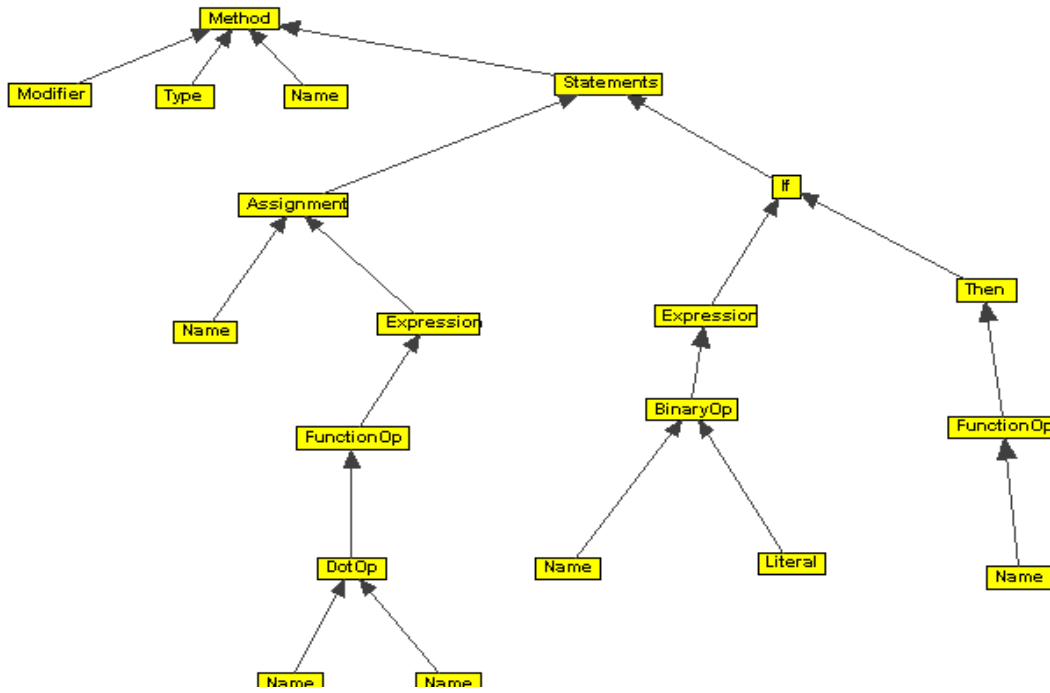 Method
Modifier
Type
Name
Statements
Assignment
If
Name
Expression
Expression
Then
FunctionOp
BinaryOp
FunctionOp
DotOp
Name
Literal
Name
Name
Name